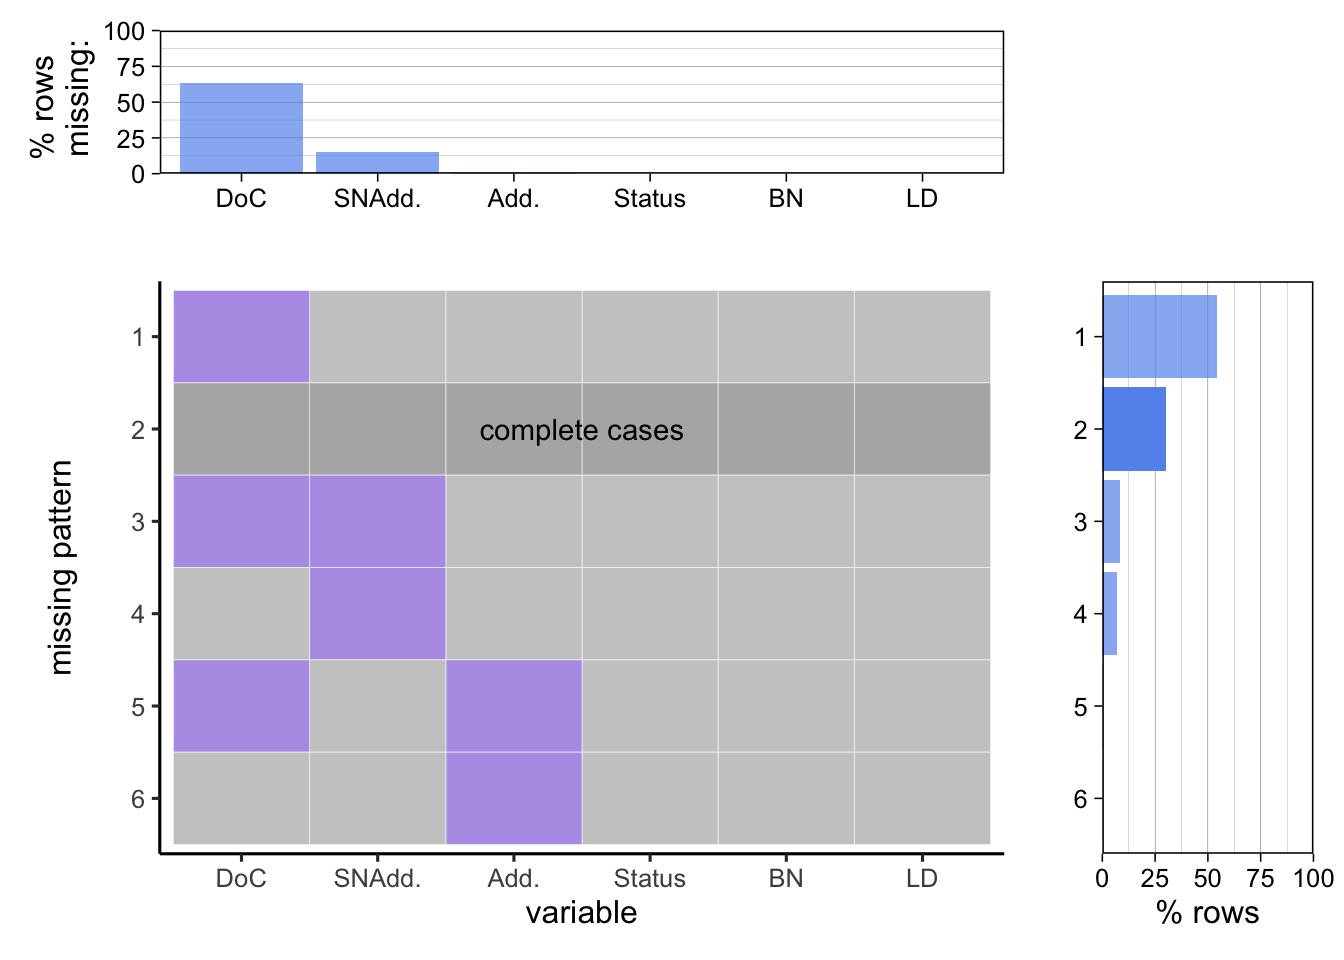 % rows
missing:
100
75
50
25
0
DoC SNAdd. Add. Status BN LD
missing pattern
1
2
3
4
5
6
complete cases
DoC SNAdd. Add. Status BN LD
variable
1
2
3
4
5
6
0 25 50 75 100
% rows